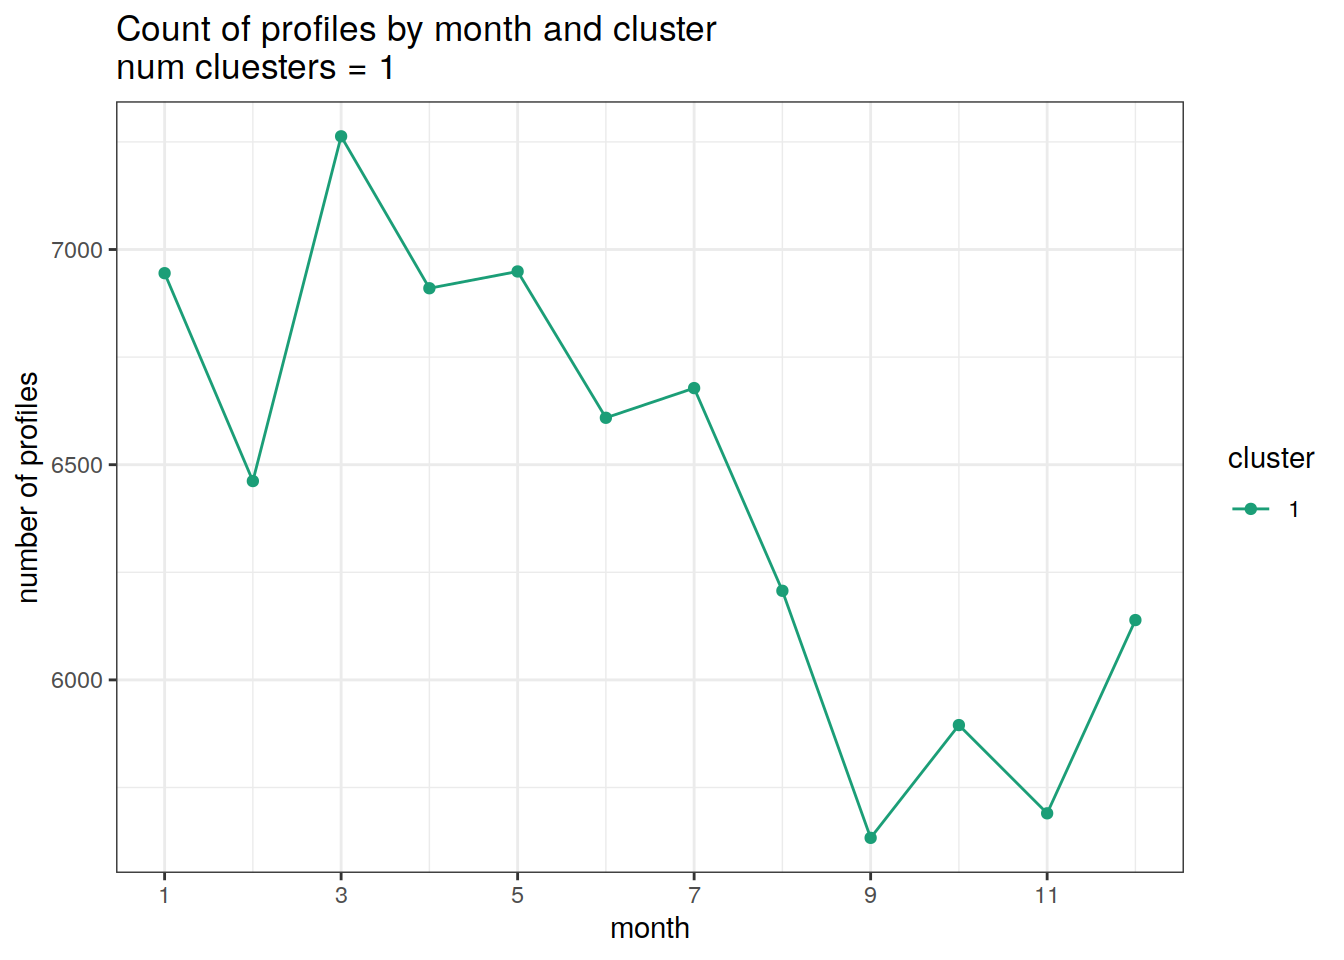 Count of profiles by month and cluster
num cluesters = 1
7000
6500
6000
number of profiles
1 3 5 7 9 11
month
cluster
1